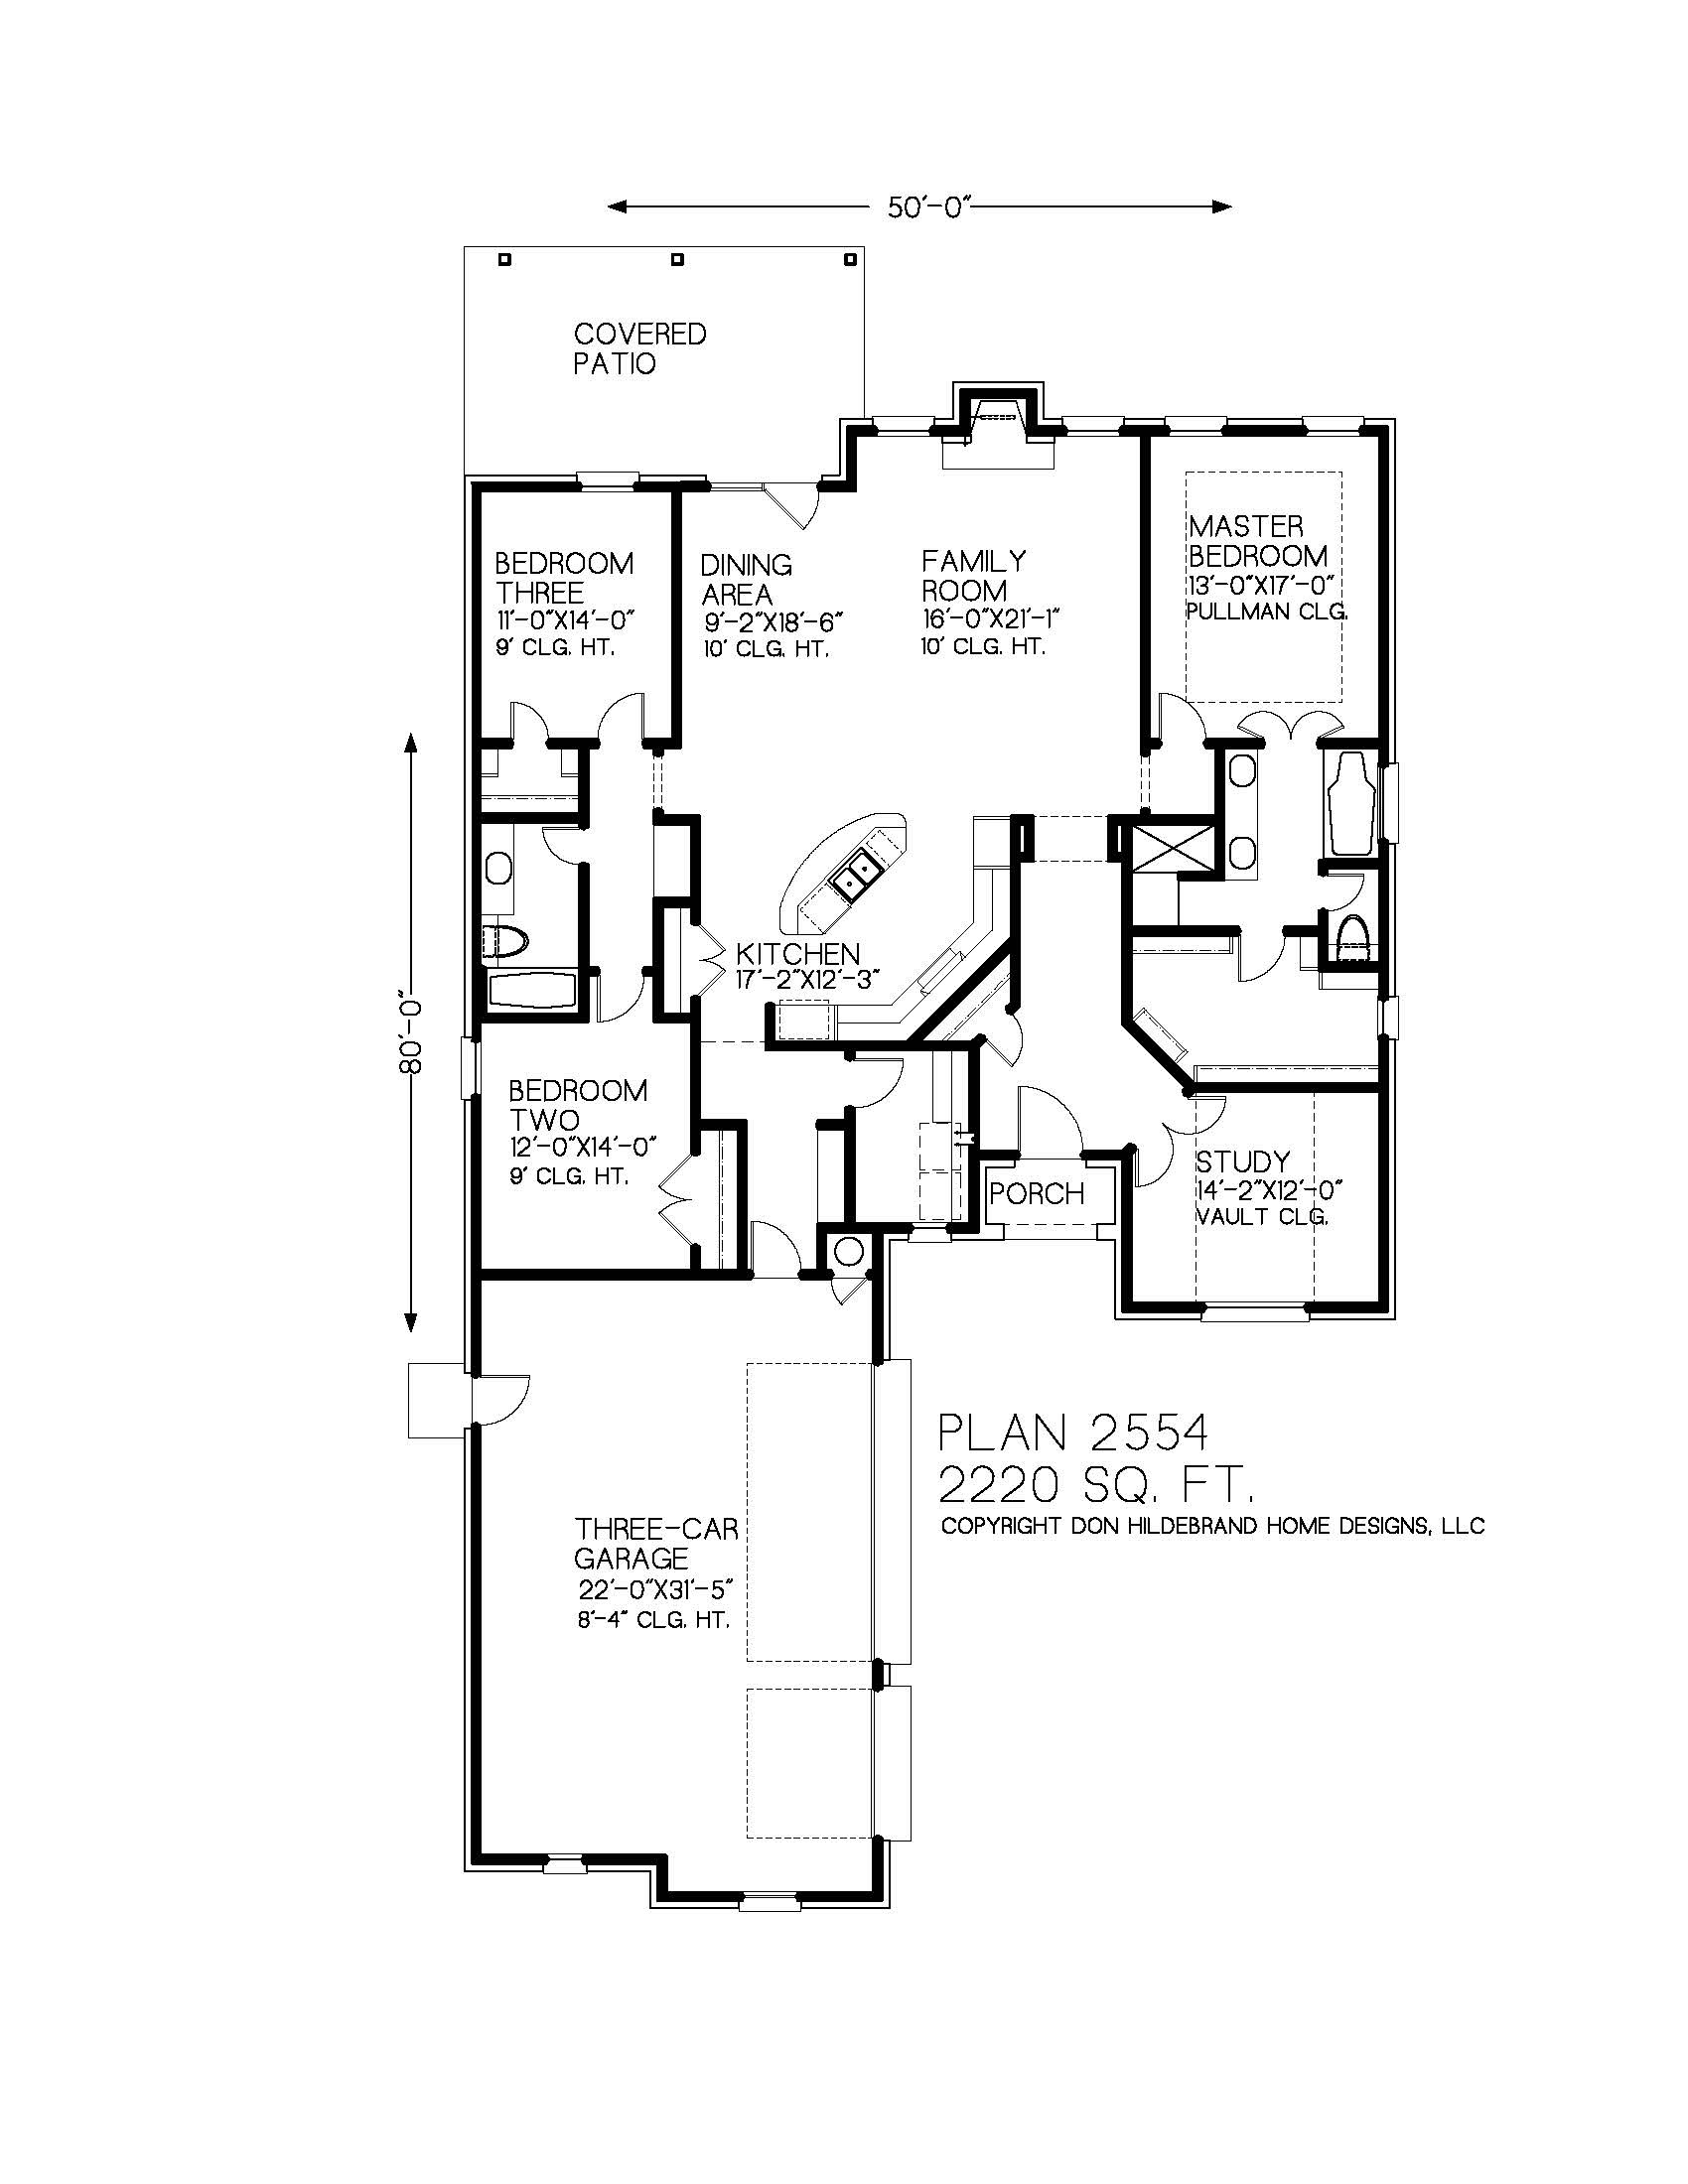 50'-0"
COVERED
PATIO
BEDROOM
THREE
11'-0"X14'-0"
9' CLG. HT.
DINING
AREA
9'-2"X18'-6"
10' CLG. HT.
FAMILY
ROOM
16'-0"X21'-1"
10' CLG. HT.
MASTER
BEDROOM
13'-0"X17'-0"
PULLMAN CLG.
KITCHEN
17'-2"X12'-3"
80'-0"
BEDROOM
TWO
12'-0"X14'-0"
9' CLG. HT.
PORCH
STUDY
14'-2"X12'-0"
VAULT CLG.
PLAN 2554
2220 SQ. FT.
COPYRIGHT DON HILDEBRAND HOME DESIGNS, LLC
THREE-CAR
GARAGE
22'-0"X31'-5"
8'-4" CLG. HT.